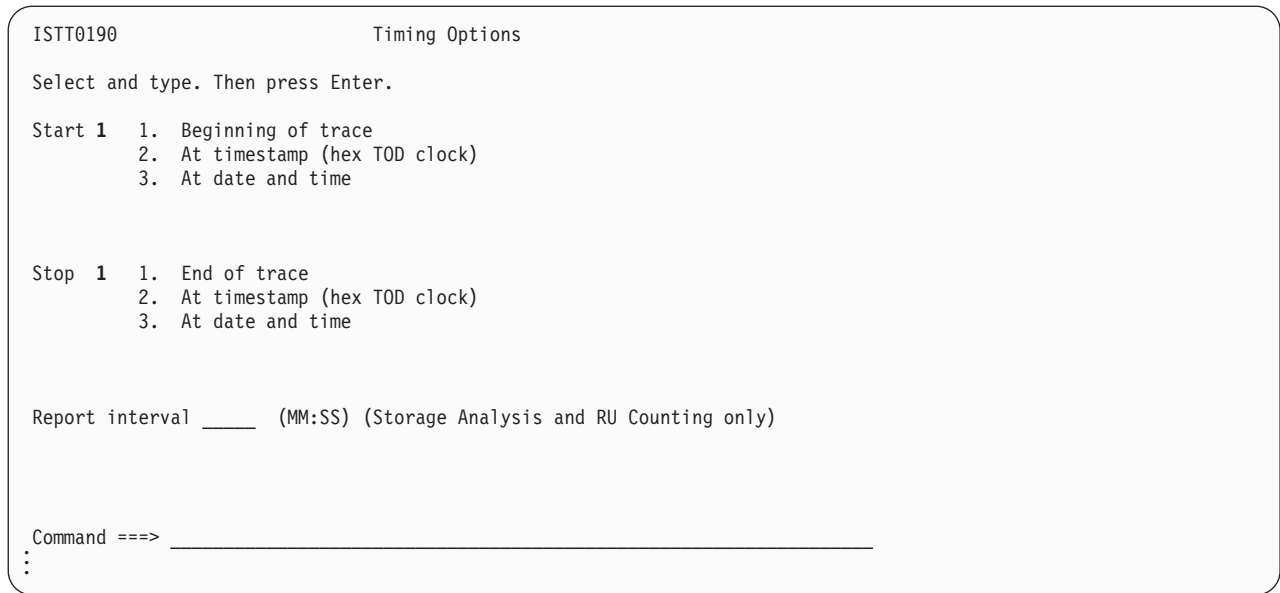 ISTT0190 Timing Options
Select and type. Then press Enter.
Start 1 1. Beginning of trace
2. At timestamp (hex TOD clock)
3. At date and time
Stop 1 1. End of trace
2. At timestamp (hex TOD clock)
3. At date and time
Report interval _____ (MM:SS) (Storage Analysis and RU Counting only)
Command ===> __________________________________________________________________
⋮